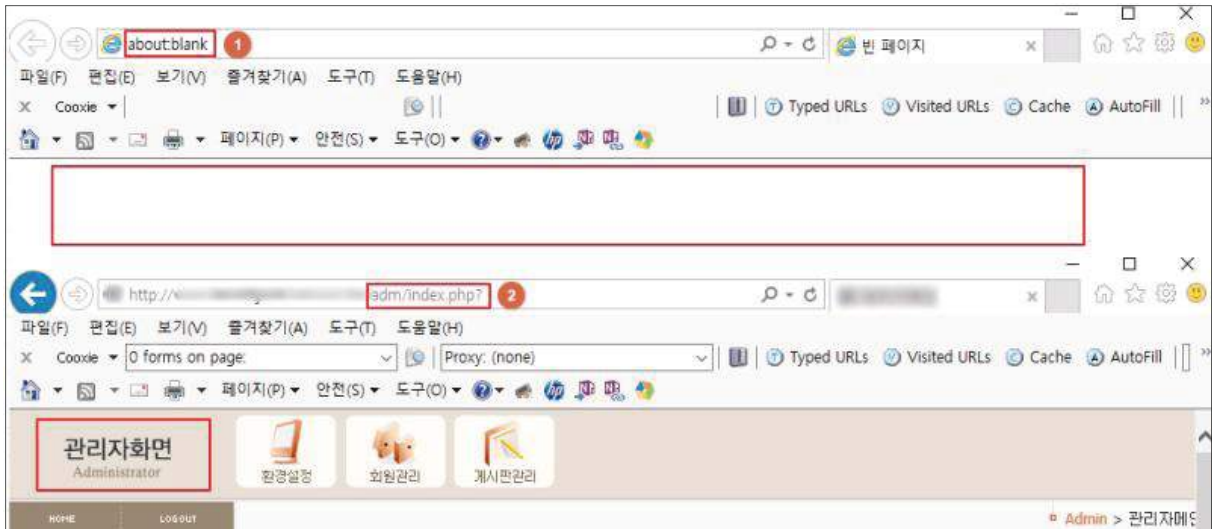 about:blank 1 빈 페이지
파일(F) 편집(E) 보기(V) 즐겨찾기(A) 도구(T) 도움말(H)
x Cooxie Typed URLs Visited URLs Cache AutoFill »
페이지(P) 안전(S) 도구(O)
http:// adm/index.php? 2
파일(F) 편집(E) 보기(V) 즐겨찾기(A) 도구(T) 도움말(H)
x Cooxie 0 forms on page: Proxy: (none) Typed URLs Visited URLs Cache AutoFill »
페이지(P) 안전(S) 도구(O)
관리자화면
Administrator
환경설정 회원관리 게시판관리
HOME LOGOUT Admin > 관리자메인